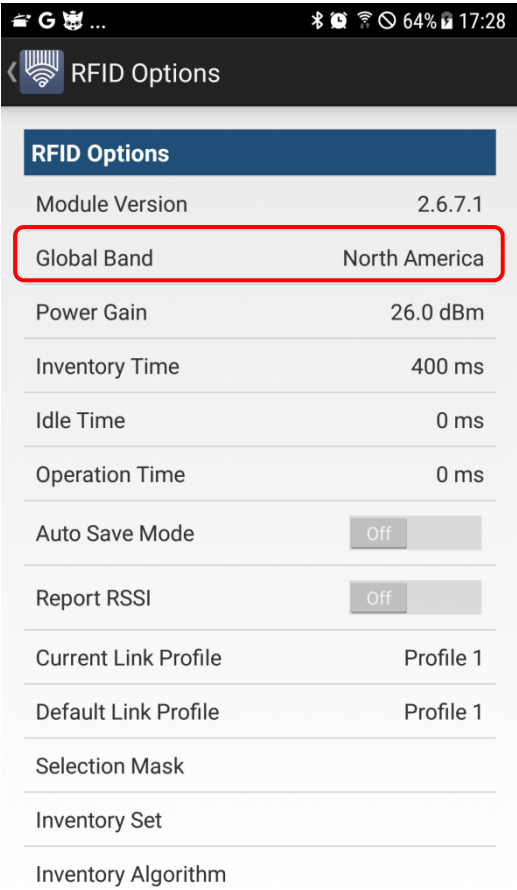 G ... 64% 17:28
RFID Options
RFID Options
Module Version 2.6.7.1
Global Band North America
Power Gain 26.0 dBm
Inventory Time 400 ms
Idle Time 0 ms
Operation Time 0 ms
Auto Save Mode Off
Report RSSI Off
Current Link Profile Profile 1
Default Link Profile Profile 1
Selection Mask
Inventory Set
Inventory Algorithm